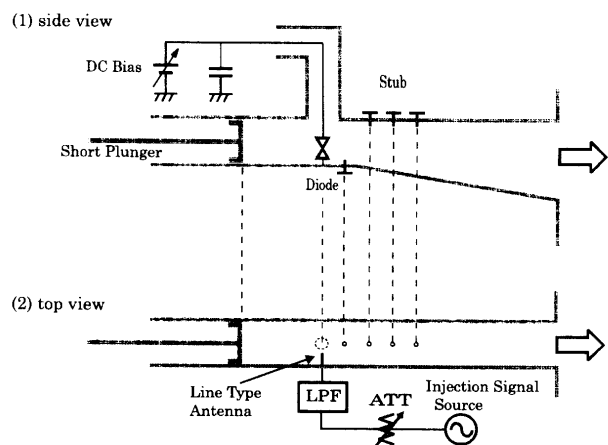 (1) side view
DC Bias
Stub
Short Plunger
Diode
(2) top view
Line Type
Antenna
LPF
ATT
Injection Signal
Source